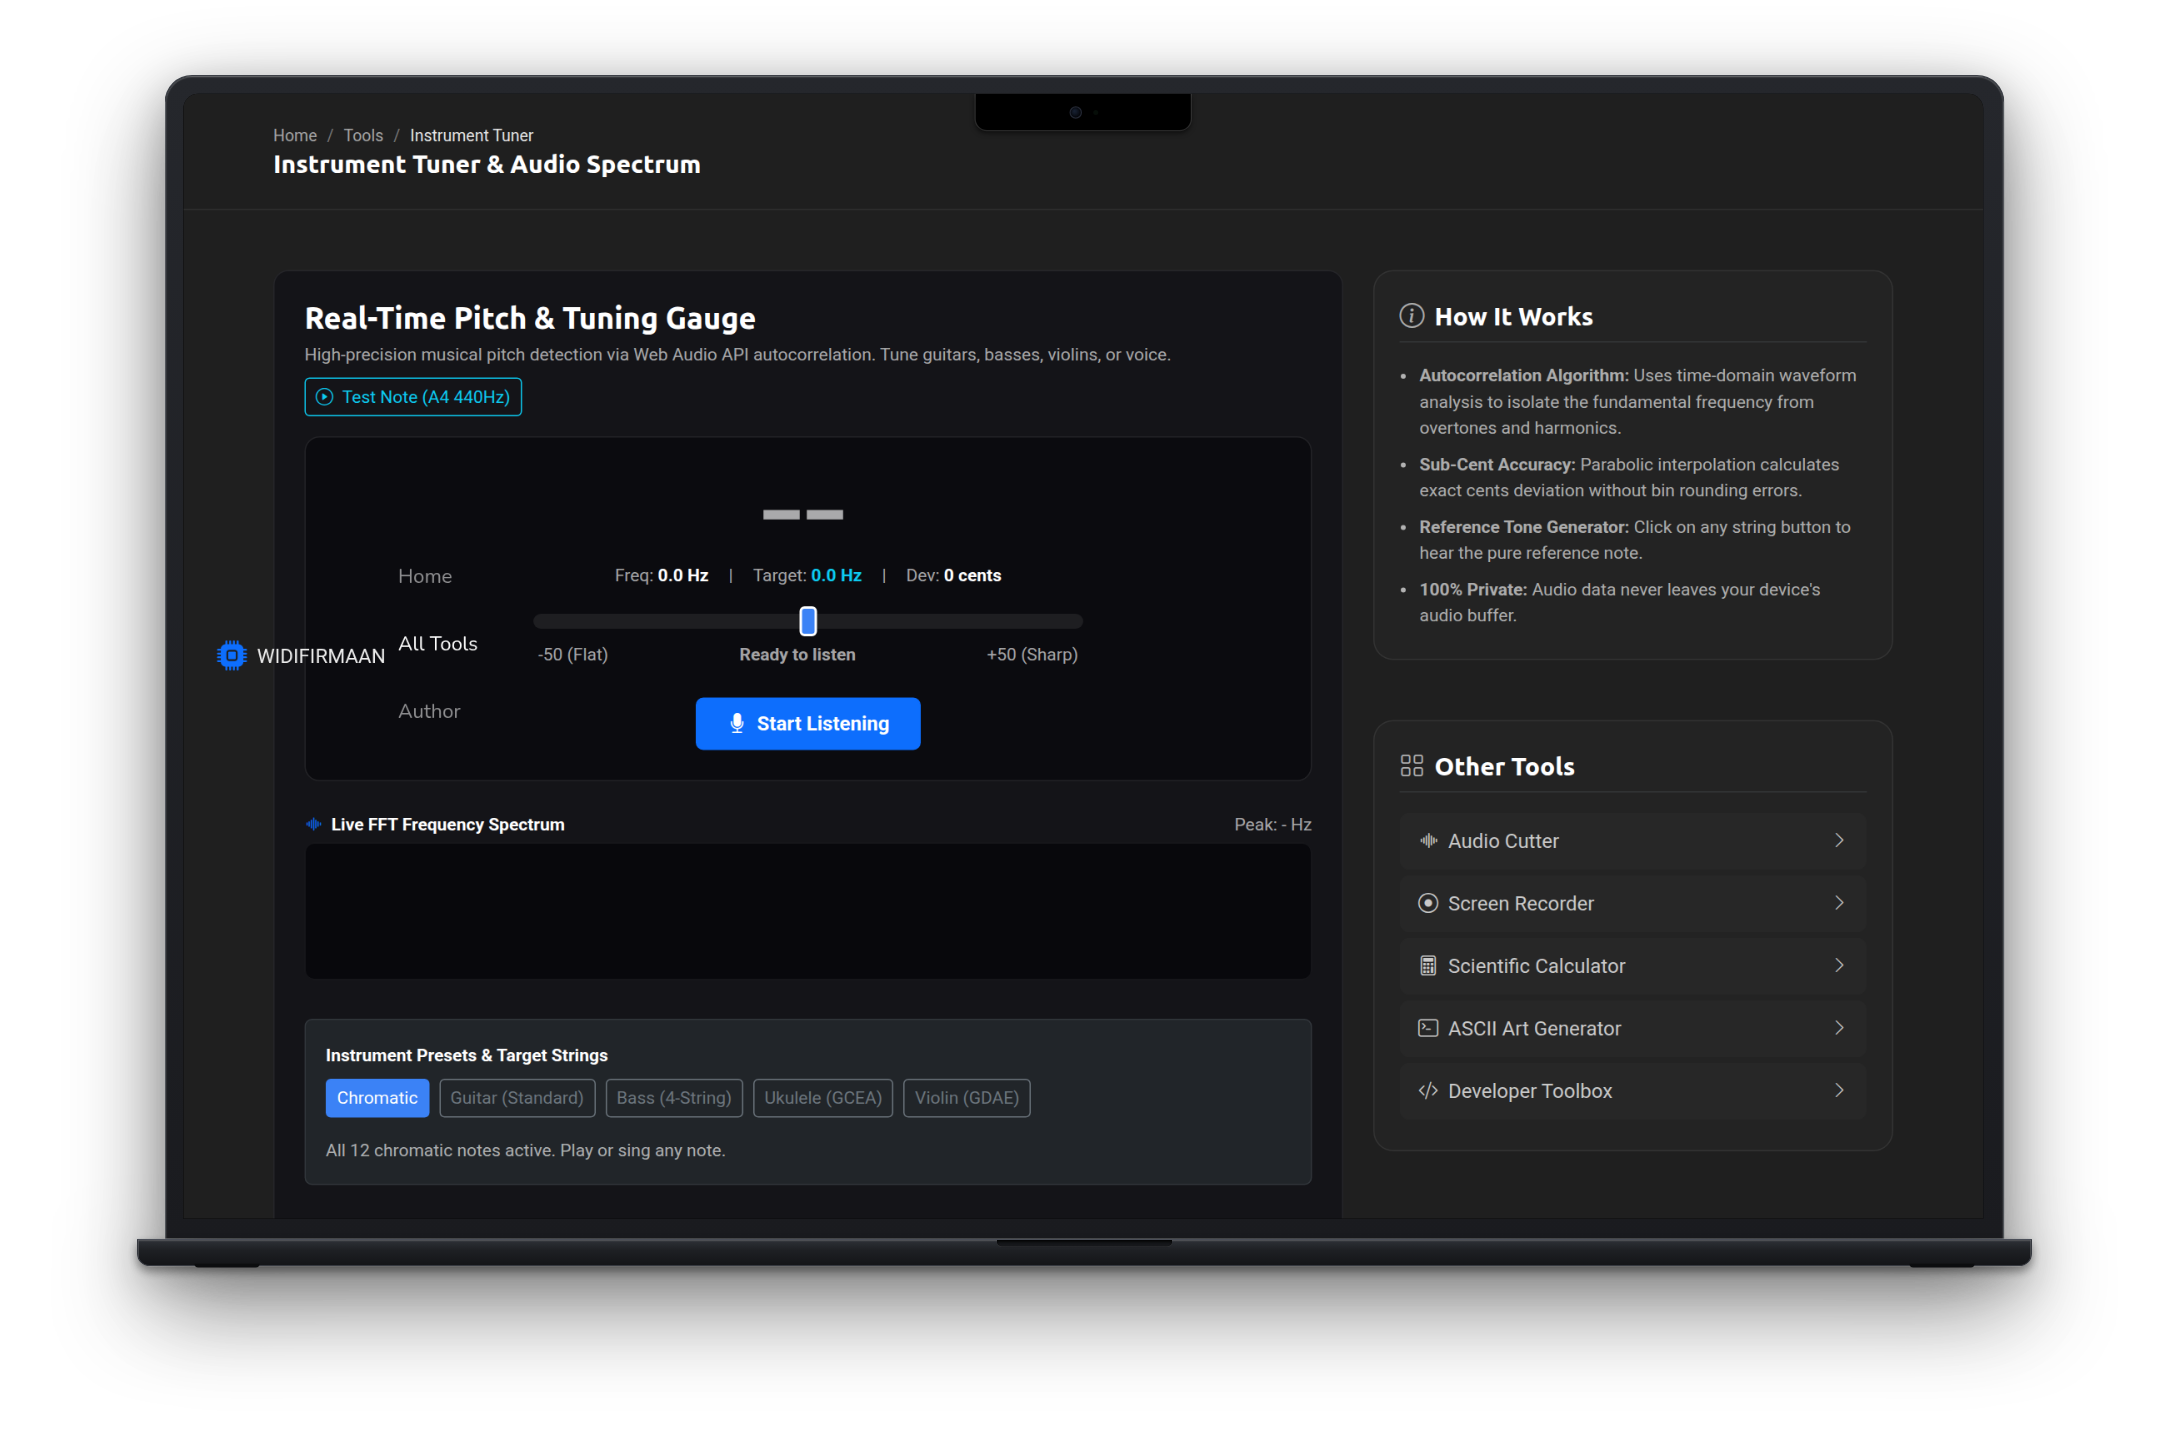 Home / Tools / Instrument Tuner
Instrument Tuner & Audio Spectrum
Real-Time Pitch & Tuning Gauge
High-precision musical pitch detection via Web Audio API autocorrelation. Tune guitars, basses, violins, or voice.
Test Note (A4 440Hz)
-- 
Freq: 0.0 Hz | Target: 0.0 Hz | Dev: 0 cents
-50 (Flat) Ready to listen +50 (Sharp)
Start Listening
WIDIFIRMAAN
Home
All Tools
Author
Live FFT Frequency Spectrum
Peak: - Hz
Instrument Presets & Target Strings
Chromatic
Guitar (Standard)
Bass (4-String)
Ukulele (GCEA)
Violin (GDAE)
All 12 chromatic notes active. Play or sing any note.
How It Works
• Autocorrelation Algorithm: Uses time-domain waveform
analysis to isolate the fundamental frequency from
overtones and harmonics.
• Sub-Cent Accuracy: Parabolic interpolation calculates
exact cents deviation without bin rounding errors.
• Reference Tone Generator: Click on any string button to
hear the pure reference note.
• 100% Private: Audio data never leaves your device's
audio buffer.
Other Tools
Audio Cutter
Screen Recorder
Scientific Calculator
ASCII Art Generator
Developer Toolbox